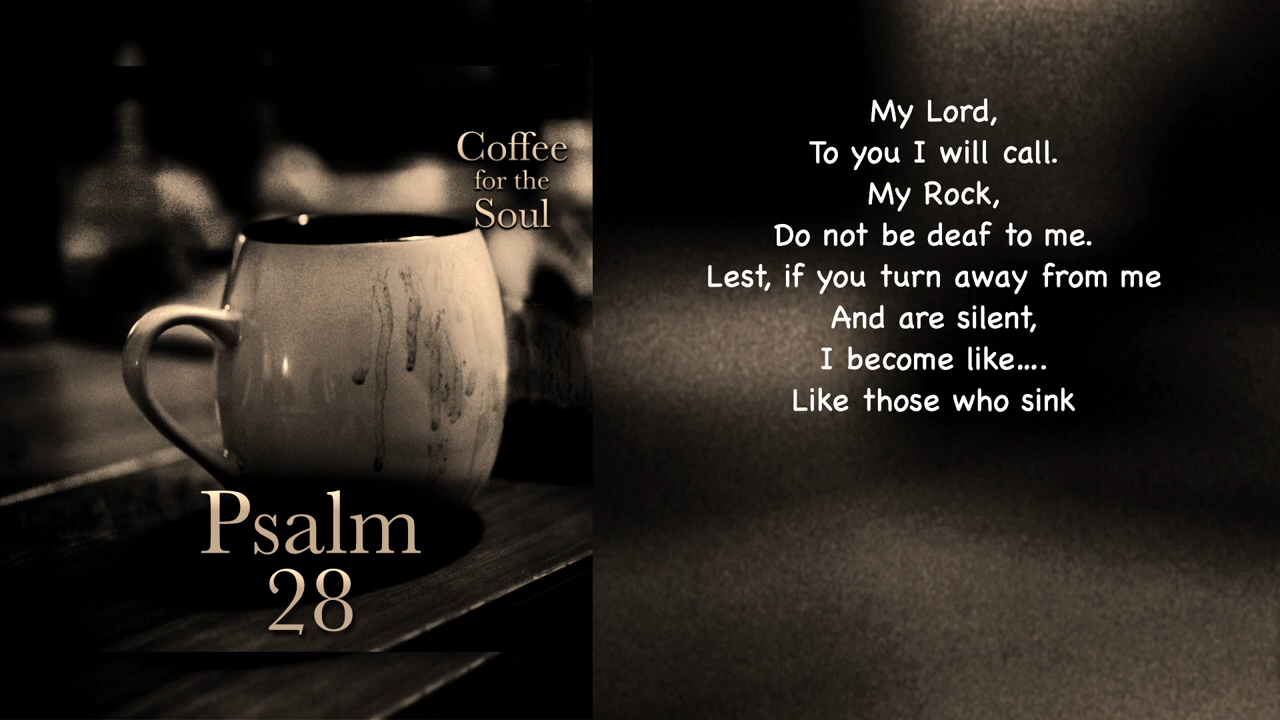 Coffee
for the
Soul
Psalm
28
My Lord,
To you I will call.
My Rock,
Do not be deaf to me.
Lest, if you turn away from me
And are silent,
I become like....
Like those who sink